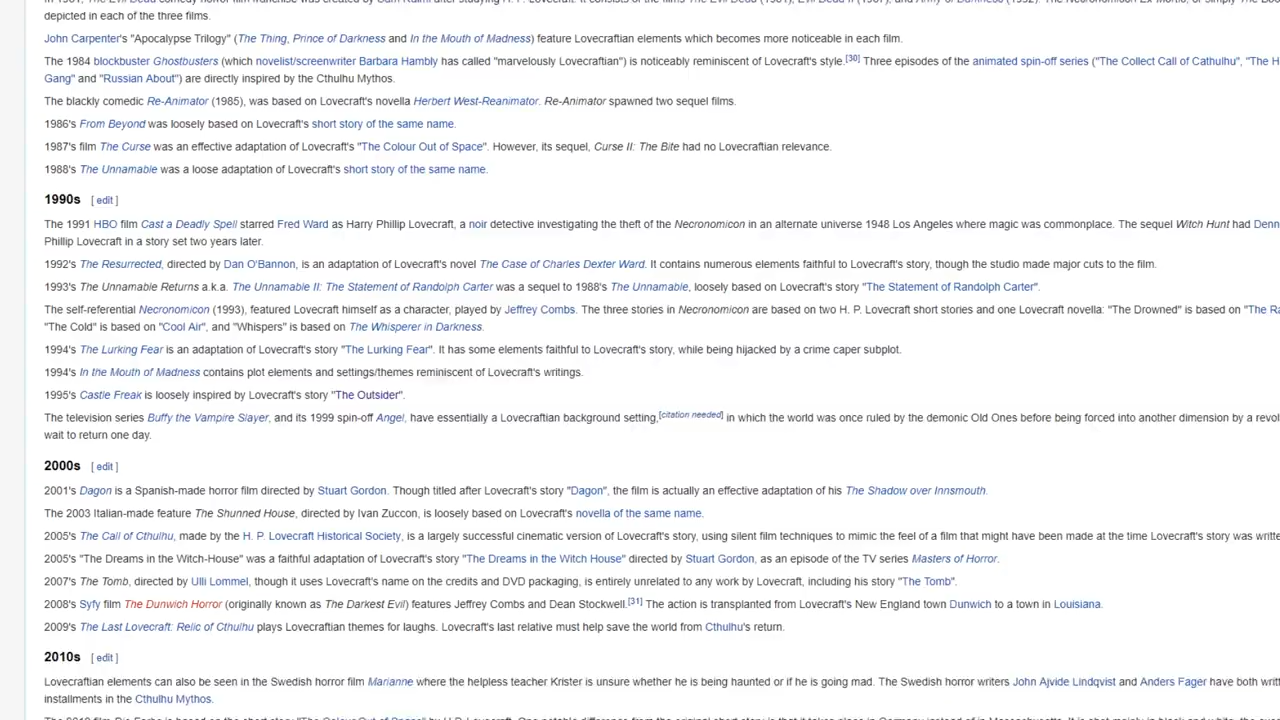 depicted in each of the three films.
John Carpenter's "Apocalypse Trilogy" (The Thing, Prince of Darkness and In the Mouth of Madness) feature Lovecraftian elements which becomes more noticeable in each film.
The 1984 blockbuster Ghostbusters (which novelist/screenwriter Barbara Hambly has called "marvelously Lovecraftian") is noticeably reminiscent of Lovecraft's style.[30] Three episodes of the animated spin-off series ("The Collect Call of Cathulhu", "The H
Gang" and "Russian About") are directly inspired by the Cthulhu Mythos.
The blackly comedic Re-Animator (1985), was based on Lovecraft's novella Herbert West-Reanimator. Re-Animator spawned two sequel films.
1986's From Beyond was loosely based on Lovecraft's short story of the same name.
1987's film The Curse was an effective adaptation of Lovecraft's "The Colour Out of Space". However, its sequel, Curse II: The Bite had no Lovecraftian relevance.
1988's The Unnamable was a loose adaptation of Lovecraft's short story of the same name.
1990s [ edit ]
The 1991 HBO film Cast a Deadly Spell starred Fred Ward as Harry Phillip Lovecraft, a noir detective investigating the theft of the Necronomicon in an alternate universe 1948 Los Angeles where magic was commonplace. The sequel Witch Hunt had Denn
Phillip Lovecraft in a story set two years later.
1992's The Resurrected, directed by Dan O'Bannon, is an adaptation of Lovecraft's novel The Case of Charles Dexter Ward. It contains numerous elements faithful to Lovecraft's story, though the studio made major cuts to the film.
1993's The Unnamable Returns a.k.a. The Unnamable II: The Statement of Randolph Carter was a sequel to 1988's The Unnamable, loosely based on Lovecraft's story "The Statement of Randolph Carter".
The self-referential Necronomicon (1993), featured Lovecraft himself as a character, played by Jeffrey Combs. The three stories in Necronomicon are based on two H. P. Lovecraft short stories and one Lovecraft novella: "The Drowned" is based on "The Ra
"The Cold" is based on "Cool Air", and "Whispers" is based on The Whisperer in Darkness.
1994's The Lurking Fear is an adaptation of Lovecraft's story "The Lurking Fear". It has some elements faithful to Lovecraft's story, while being hijacked by a crime caper subplot.
1994's In the Mouth of Madness contains plot elements and settings/themes reminiscent of Lovecraft's writings.
1995's Castle Freak is loosely inspired by Lovecraft's story "The Outsider".
The television series Buffy the Vampire Slayer, and its 1999 spin-off Angel, have essentially a Lovecraftian background setting,[citation needed] in which the world was once ruled by the demonic Old Ones before being forced into another dimension by a revol
wait to return one day.
2000s [ edit ]
2001's Dagon is a Spanish-made horror film directed by Stuart Gordon. Though titled after Lovecraft's story "Dagon", the film is actually an effective adaptation of his The Shadow over Innsmouth.
The 2003 Italian-made feature The Shunned House, directed by Ivan Zuccon, is loosely based on Lovecraft's novella of the same name.
2005's The Call of Cthulhu, made by the H. P. Lovecraft Historical Society, is a largely successful cinematic version of Lovecraft's story, using silent film techniques to mimic the feel of a film that might have been made at the time Lovecraft's story was writte
2005's "The Dreams in the Witch-House" was a faithful adaptation of Lovecraft's story "The Dreams in the Witch House" directed by Stuart Gordon, as an episode of the TV series Masters of Horror.
2007's The Tomb, directed by Ulli Lommel, though it uses Lovecraft's name on the credits and DVD packaging, is entirely unrelated to any work by Lovecraft, including his story "The Tomb".
2008's Syfy film The Dunwich Horror (originally known as The Darkest Evil) features Jeffrey Combs and Dean Stockwell.[31] The action is transplanted from Lovecraft's New England town Dunwich to a town in Louisiana.
2009's The Last Lovecraft: Relic of Cthulhu plays Lovecraftian themes for laughs. Lovecraft's last relative must help save the world from Cthulhu's return.
2010s [ edit ]
Lovecraftian elements can also be seen in the Swedish horror film Marianne where the helpless teacher Krister is unsure whether he is being haunted or if he is going mad. The Swedish horror writers John Ajvide Lindqvist and Anders Fager have both writt
installments in the Cthulhu Mythos.